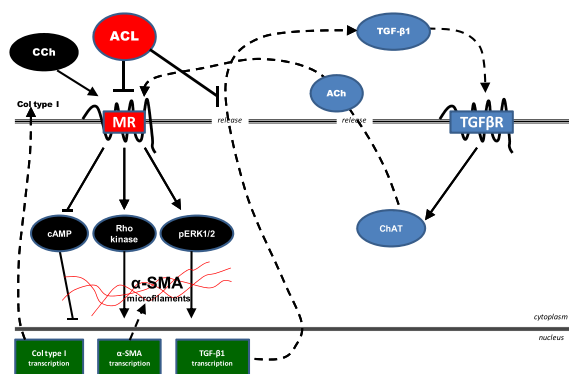 ACL
TGF-β1
CCh
ACh
Col type I
MR
release
release
TGFβR
cAMP
Rho
kinase
pERK1/2
ChAT
α-SMA
microfilaments
cytoplasm
nucleus
Col type I
transcription
α-SMA
transcription
TGF-β1
transcription